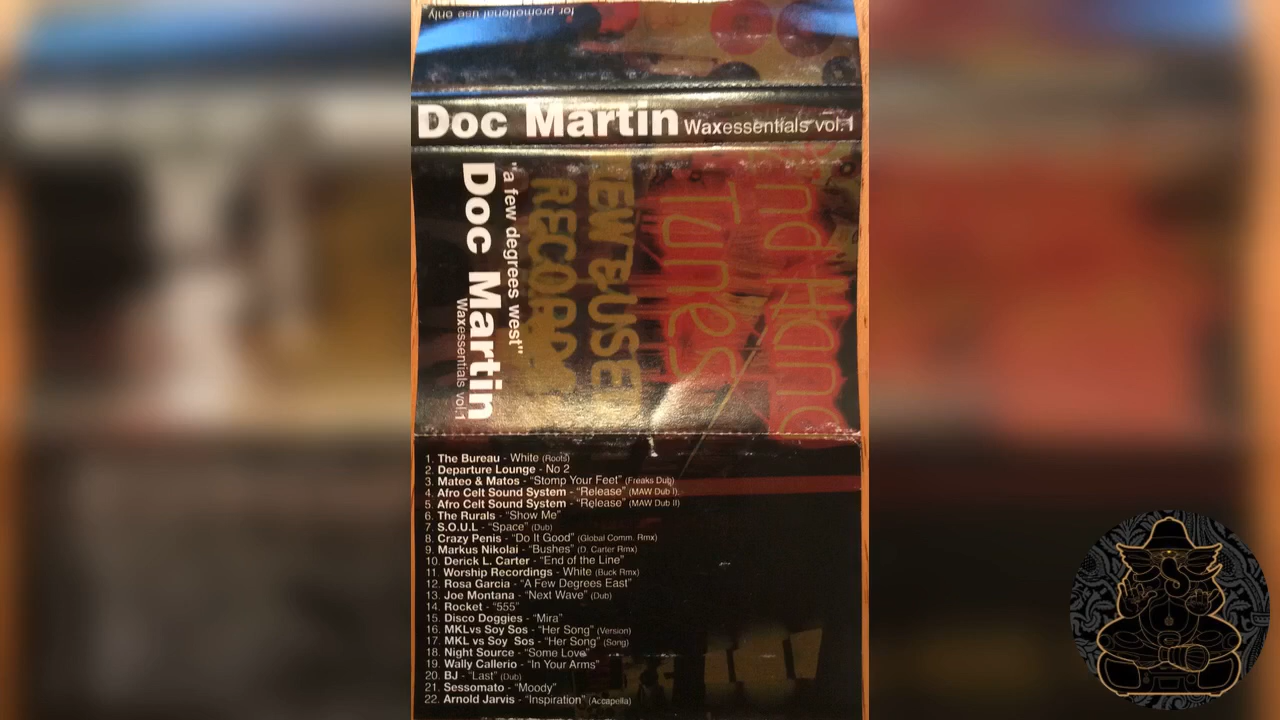 for promotional use only
Doc Martin Waxessentials vol.1
"a few degrees west"
Doc Martin
Waxessentials vol.1
nd Hand
Tunes
EW BUSE
RECORDS
1. The Bureau - White (Roots)
2. Departure Lounge - No 2
3. Mateo & Matos - “Stomp Your Feet” (Freaks Dub)
4. Afro Celt Sound System - “Release” (MAW Dub I)
5. Afro Celt Sound System - “Release” (MAW Dub II)
6. The Rurals - “Show Me”
7. S.O.U.L - “Space” (Dub)
8. Crazy Penis - “Do It Good” (Global Comm. Rmx)
9. Markus Nikolai - “Bushes” (D. Carter Rmx)
10. Derick L. Carter - “End of the Line”
11. Worship Recordings - White (Buck Rmx)
12. Rosa Garcia - “A Few Degrees East”
13. Joe Montana - “Next Wave” (Dub)
14. Rocket - “555”
15. Disco Doggies - “Mira”
16. MKLvs Soy Sos - “Her Song” (Version)
17. MKL vs Soy Sos - “Her Song” (Song)
18. Night Source - “Some Love”
19. Wally Callerio - “In Your Arms”
20. BJ - “Last” (Dub)
21. Sessomato - “Moody”
22. Arnold Jarvis - “Inspiration” (Accapella)